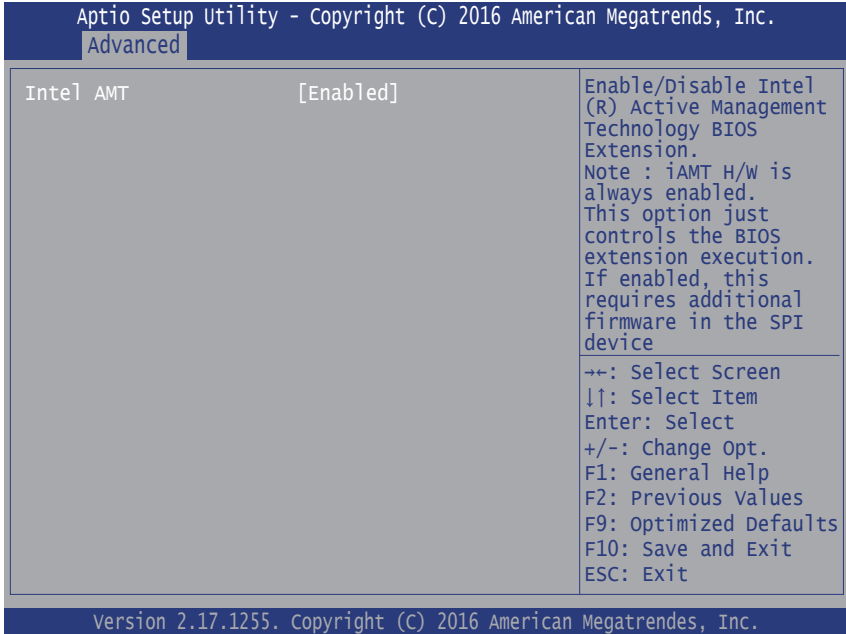 Aptio Setup Utility - Copyright (C) 2016 American Megatrends, Inc.
Advanced
Intel AMT [Enabled]
Enable/Disable Intel
(R) Active Management
Technology BIOS
Extension.
Note : iAMT H/W is
always enabled.
This option just
controls the BIOS
extension execution.
If enabled, this
requires additional
firmware in the SPI
device
→←: Select Screen
↓↑: Select Item
Enter: Select
+/-: Change Opt.
F1: General Help
F2: Previous Values
F9: Optimized Defaults
F10: Save and Exit
ESC: Exit
Version 2.17.1255. Copyright (C) 2016 American Megatrendes, Inc.